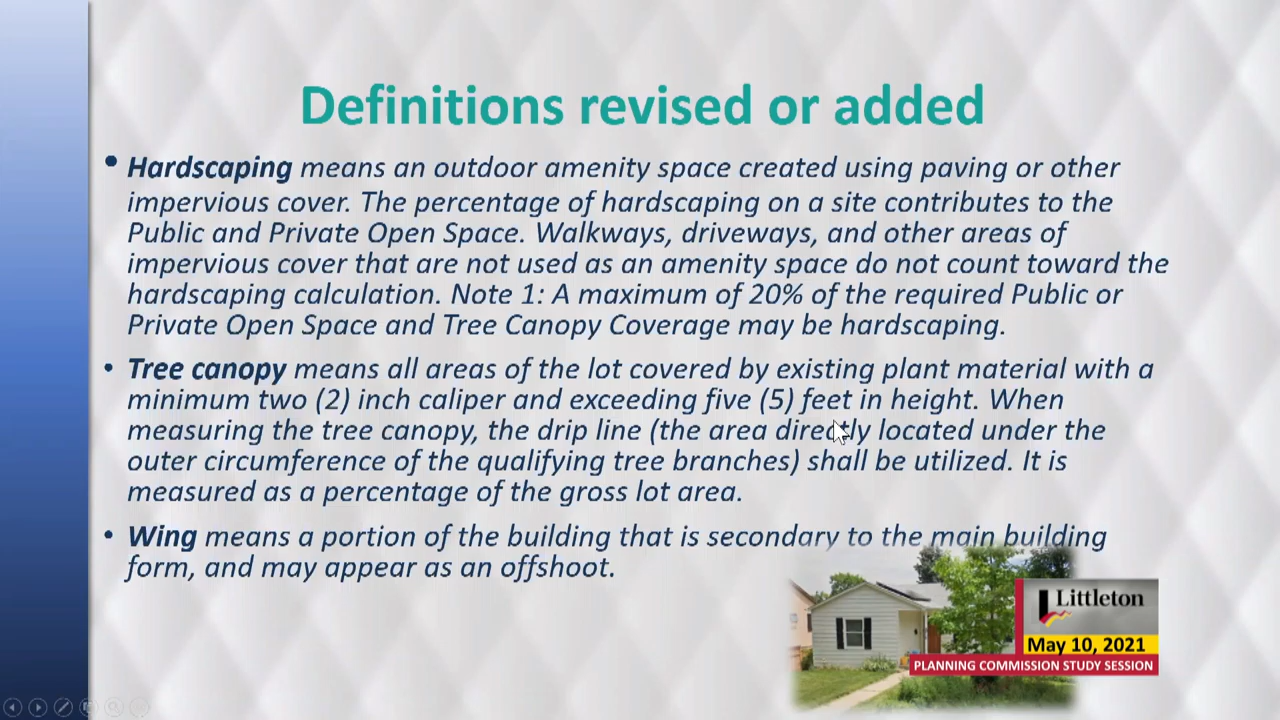 Definitions revised or added
• Hardscaping means an outdoor amenity space created using paving or other
impervious cover. The percentage of hardscaping on a site contributes to the
Public and Private Open Space. Walkways, driveways, and other areas of
impervious cover that are not used as an amenity space do not count toward the
hardscaping calculation. Note 1: A maximum of 20% of the required Public or
Private Open Space and Tree Canopy Coverage may be hardscaping.
• Tree canopy means all areas of the lot covered by existing plant material with a
minimum two (2) inch caliper and exceeding five (5) feet in height. When
measuring the tree canopy, the drip line (the area directly located under the
outer circumference of the qualifying tree branches) shall be utilized. It is
measured as a percentage of the gross lot area.
• Wing means a portion of the building that is secondary to the main building
form, and may appear as an offshoot.
Littleton
May 10, 2021
PLANNING COMMISSION STUDY SESSION